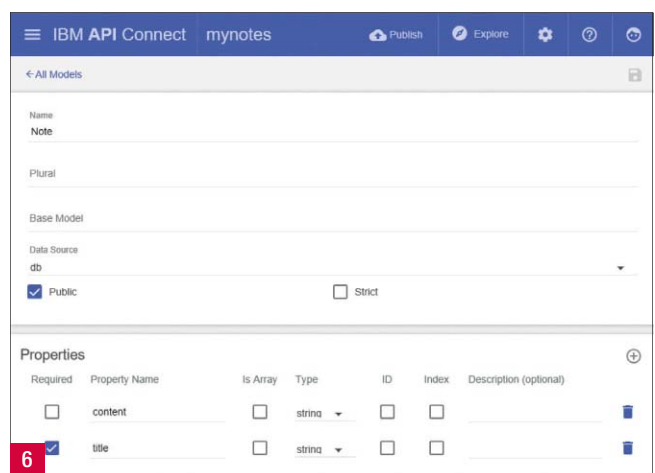 IBM API Connect mynotes Publish Explore
All Models
Name
Note
Plural
Base Model
Data Source
db
Public Strict
Properties
Required Property Name Is Array Type ID Index Description (optional)
content string
title string
6